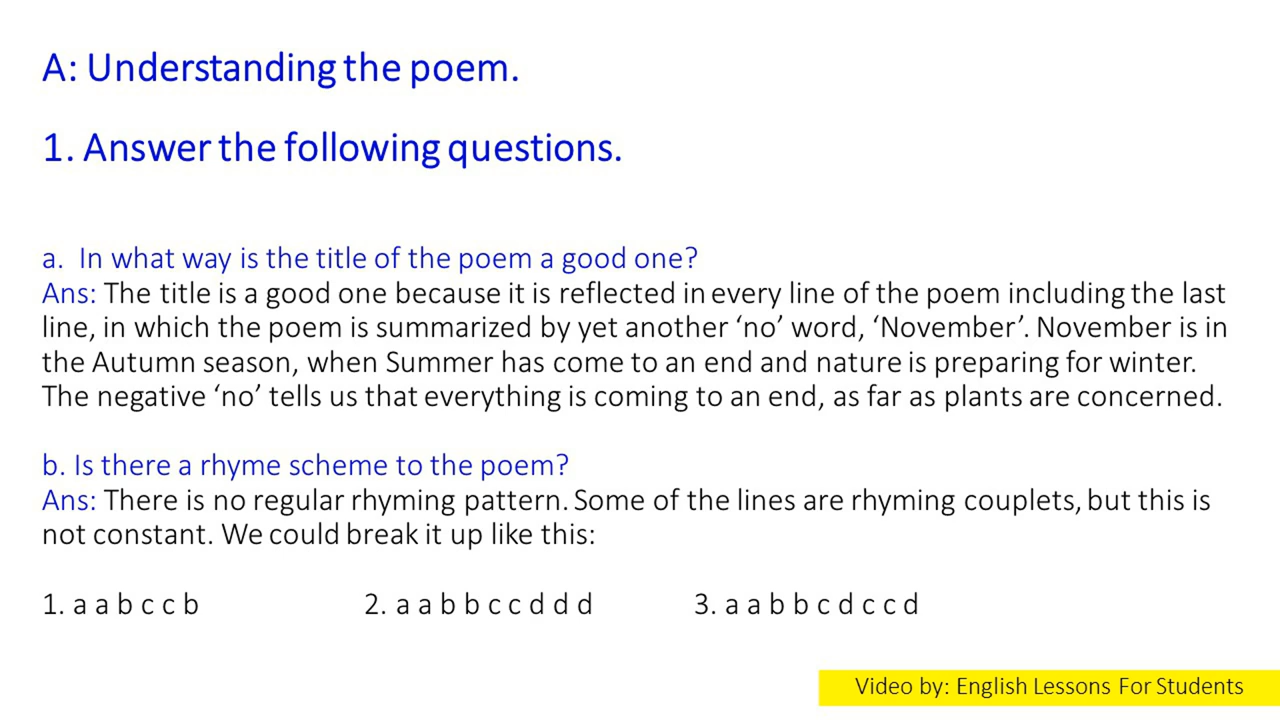 A: Understanding the poem.
1. Answer the following questions.
a.  In what way is the title of the poem a good one?
Ans: The title is a good one because it is reflected in every line of the poem including the last
line, in which the poem is summarized by yet another ‘no’ word, ‘November’. November is in
the Autumn season, when Summer has come to an end and nature is preparing for winter.
The negative ‘no’ tells us that everything is coming to an end, as far as plants are concerned.
b. Is there a rhyme scheme to the poem?
Ans: There is no regular rhyming pattern. Some of the lines are rhyming couplets, but this is
not constant. We could break it up like this:
1. a a b c c b 2. a a b b c c d d d 3. a a b b c d c c d
Video by: English Lessons For Students